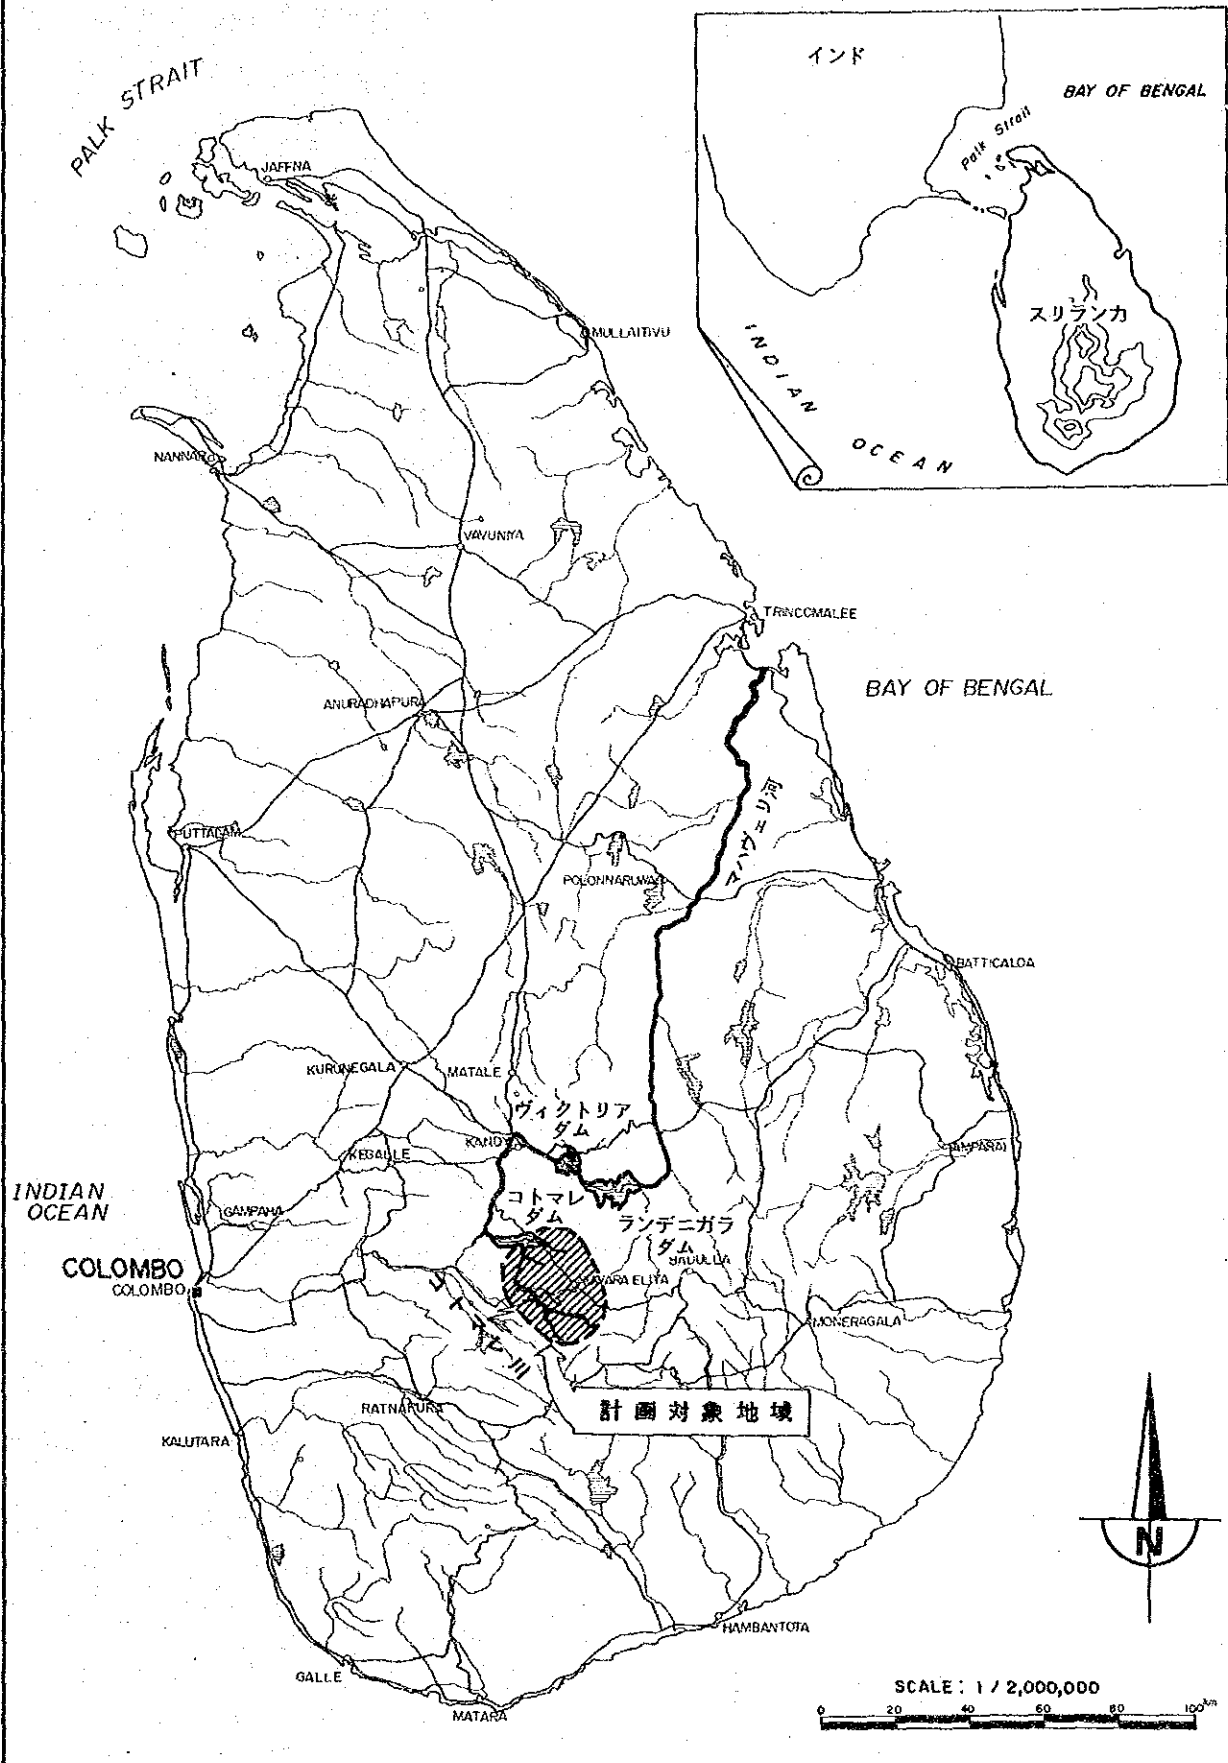 インド
BAY OF BENGAL
Palk Strait
スリランカ
INDIAN OCEAN
PALK STRAIT
JAFFNA
MULLAITIVU
NANNAR
VAVUNIYA
TRINCOMALEE
BAY OF BENGAL
ANURADHAPURA
マハヴェリ河
PUTTALAM
POLONNARUWA
BATTICALOA
KURUNEGALA
MATALE
ヴィクトリア
ダム
KANDY
KEGALLE
AMPARAI
INDIAN
OCEAN
GAMPAHA
コトマレ
ダム
ランデニガラ
ダム
BADULLA
COLOMBO
COLOMBO
NUWARA ELIYA
MONERAGALA
計画対象地域
RATNAPURA
KALUTARA
N
HAMBANTOTA
GALLE
MATARA
SCALE: 1 / 2,000,000
0 20 40 60 80 100km